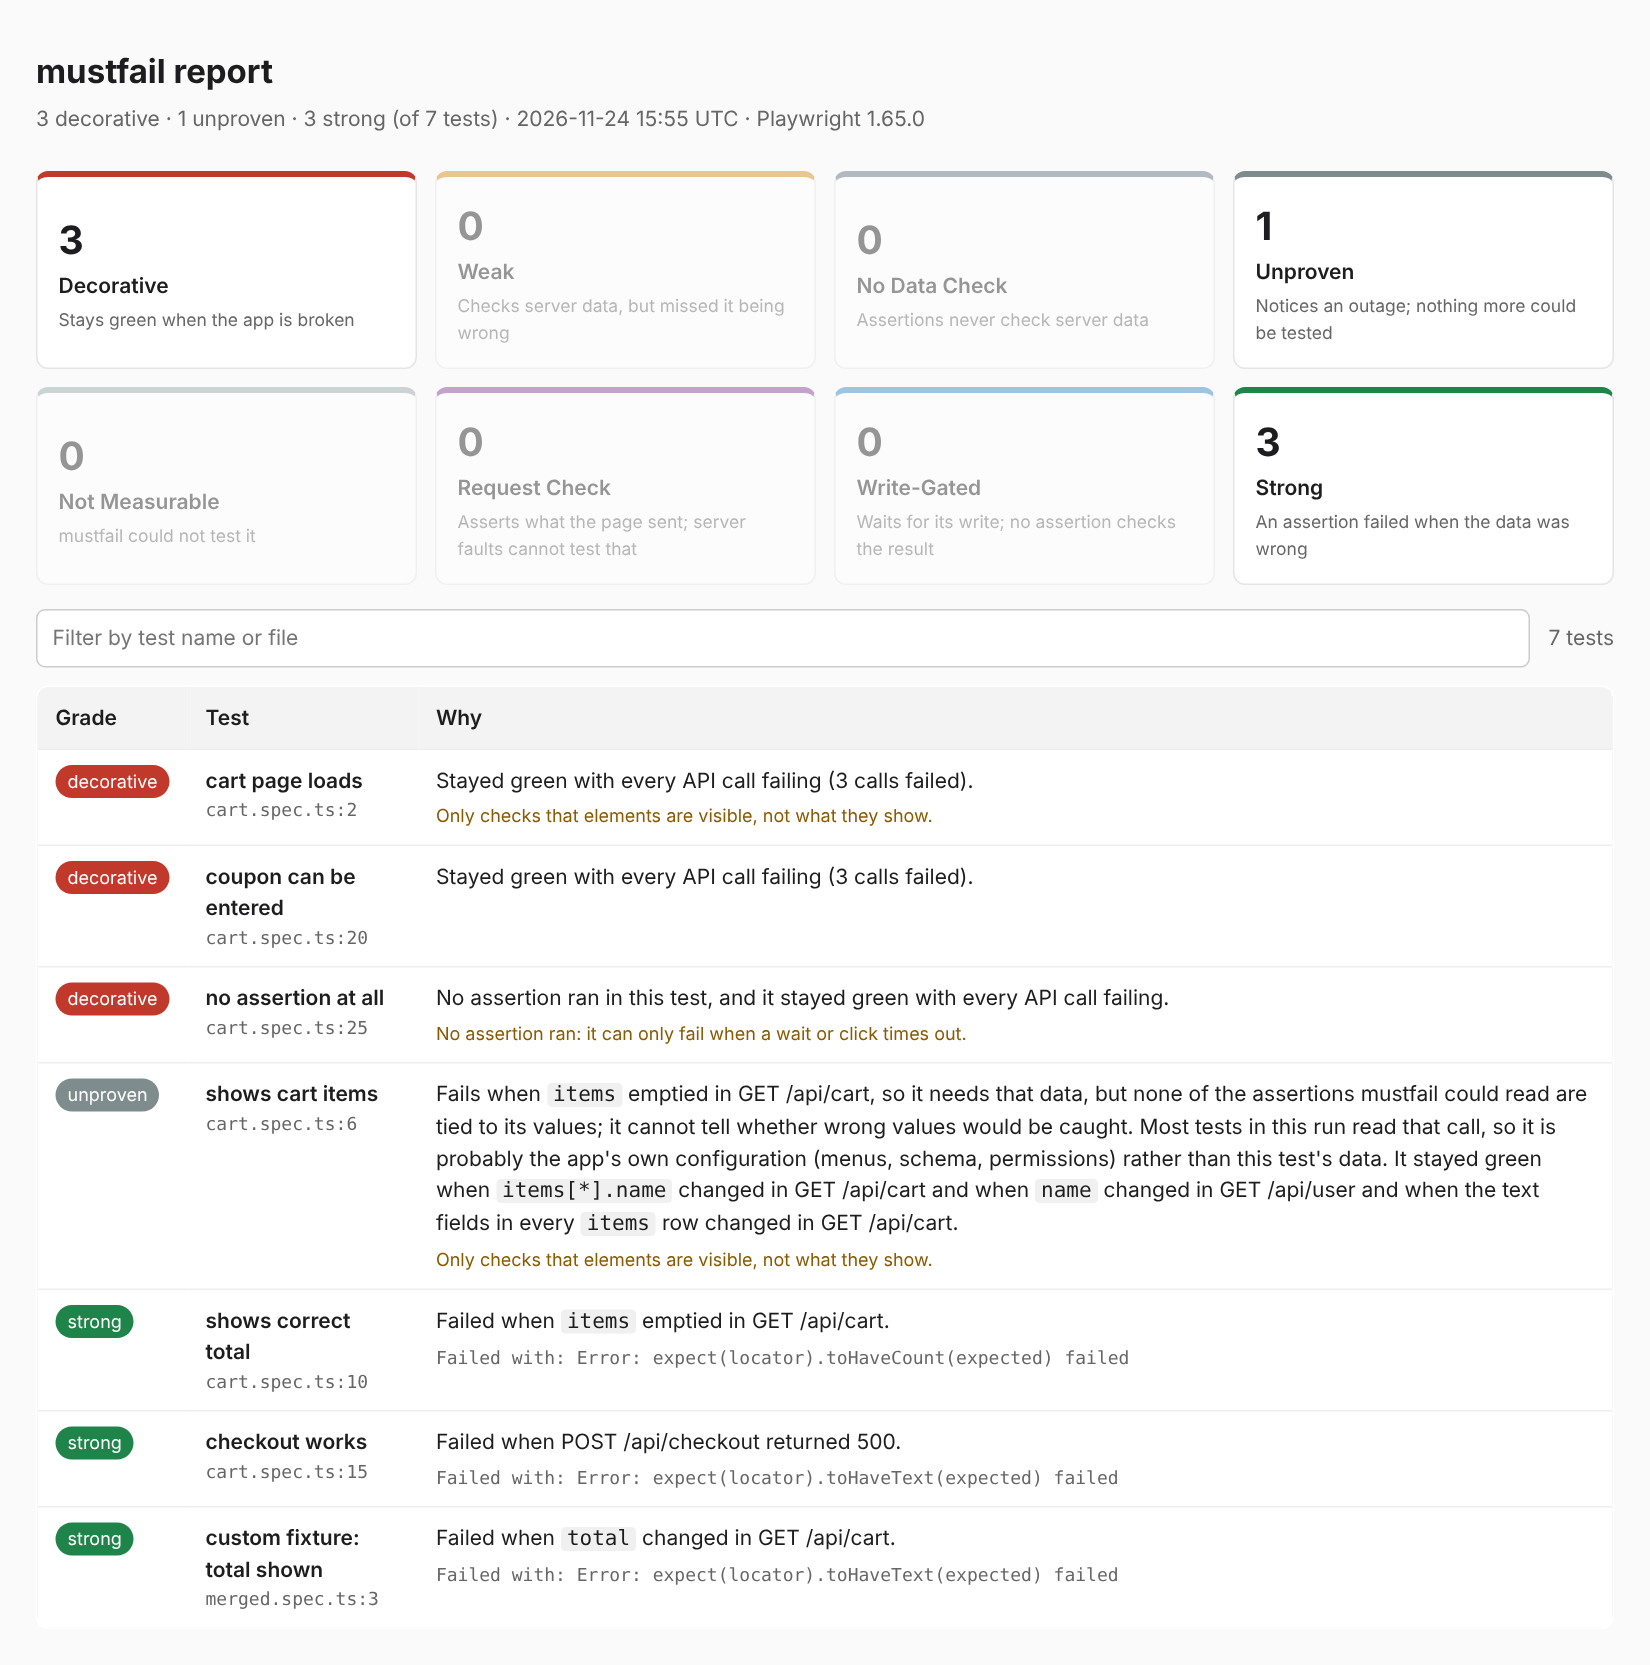 mustfail report
3 decorative · 1 unproven · 3 strong (of 7 tests) · 2026-11-24 15:55 UTC · Playwright 1.65.0
3
Decorative
Stays green when the app is broken
0
Weak
Checks server data, but missed it being
wrong
0
No Data Check
Assertions never check server data
1
Unproven
Notices an outage; nothing more could
be tested
0
Not Measurable
mustfail could not test it
0
Request Check
Asserts what the page sent; server
faults cannot test that
0
Write-Gated
Waits for its write; no assertion checks
the result
3
Strong
An assertion failed when the data was
wrong
Filter by test name or file
7 tests
Grade Test Why
decorative
cart page loads
cart.spec.ts:2
Stayed green with every API call failing (3 calls failed).
Only checks that elements are visible, not what they show.
decorative
coupon can be
entered
cart.spec.ts:20
Stayed green with every API call failing (3 calls failed).
decorative
no assertion at all
cart.spec.ts:25
No assertion ran in this test, and it stayed green with every API call failing.
No assertion ran: it can only fail when a wait or click times out.
unproven
shows cart items
cart.spec.ts:6
Fails when items emptied in GET /api/cart, so it needs that data, but none of the assertions mustfail could read are
tied to its values; it cannot tell whether wrong values would be caught. Most tests in this run read that call, so it is
probably the app's own configuration (menus, schema, permissions) rather than this test's data. It stayed green
when items[*].name changed in GET /api/cart and when name changed in GET /api/user and when the text
fields in every items row changed in GET /api/cart.
Only checks that elements are visible, not what they show.
strong
shows correct
total
cart.spec.ts:10
Failed when items emptied in GET /api/cart.
Failed with: Error: expect(locator).toHaveCount(expected) failed
strong
checkout works
cart.spec.ts:15
Failed when POST /api/checkout returned 500.
Failed with: Error: expect(locator).toHaveText(expected) failed
strong
custom fixture:
total shown
merged.spec.ts:3
Failed when total changed in GET /api/cart.
Failed with: Error: expect(locator).toHaveText(expected) failed